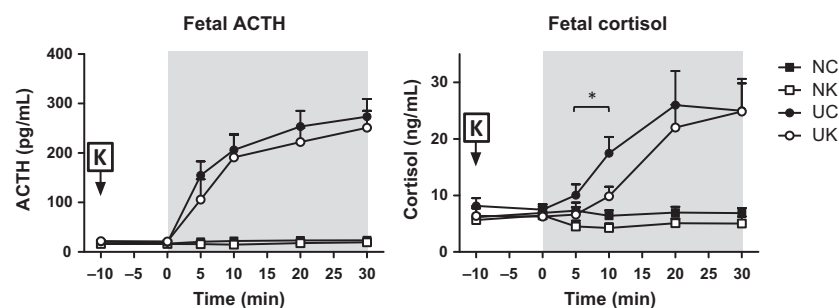 Fetal ACTH
400
300
200
100
0
ACTH (pg/mL)
K
–10 –5 0 5 10 15 20 25 30
Time (min)
Fetal cortisol
30
20
10
0
Cortisol (ng/mL)
K
*
–10 –5 0 5 10 15 20 25 30
Time (min)
NC
NK
UC
UK